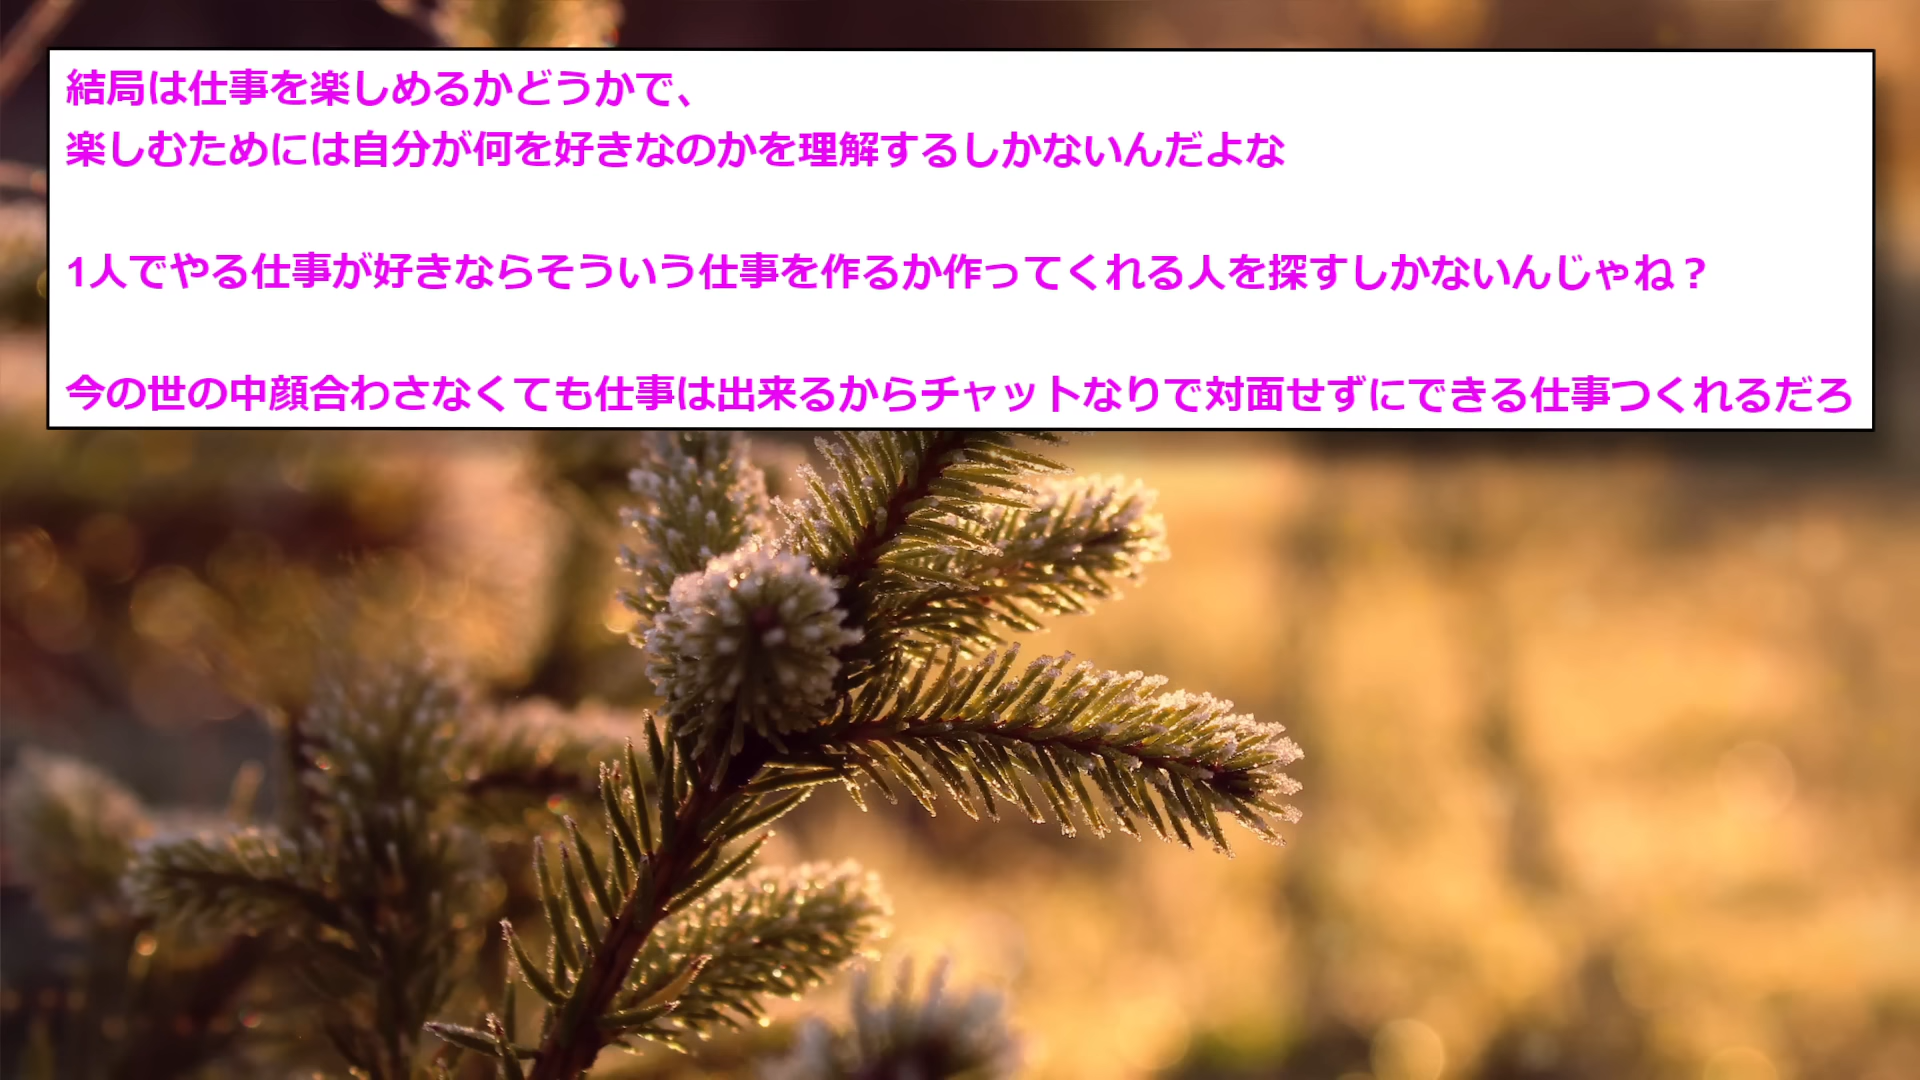 結局は仕事を楽しめるかどうかで、
楽しむためには自分が何を好きなのかを理解するしかないんだよな
1人でやる仕事が好きならそういう仕事を作るか作ってくれる人を探すしかないんじゃね？
今の世の中顔合わさなくても仕事は出来るからチャットなりで対面せずにできる仕事つくれるだろ